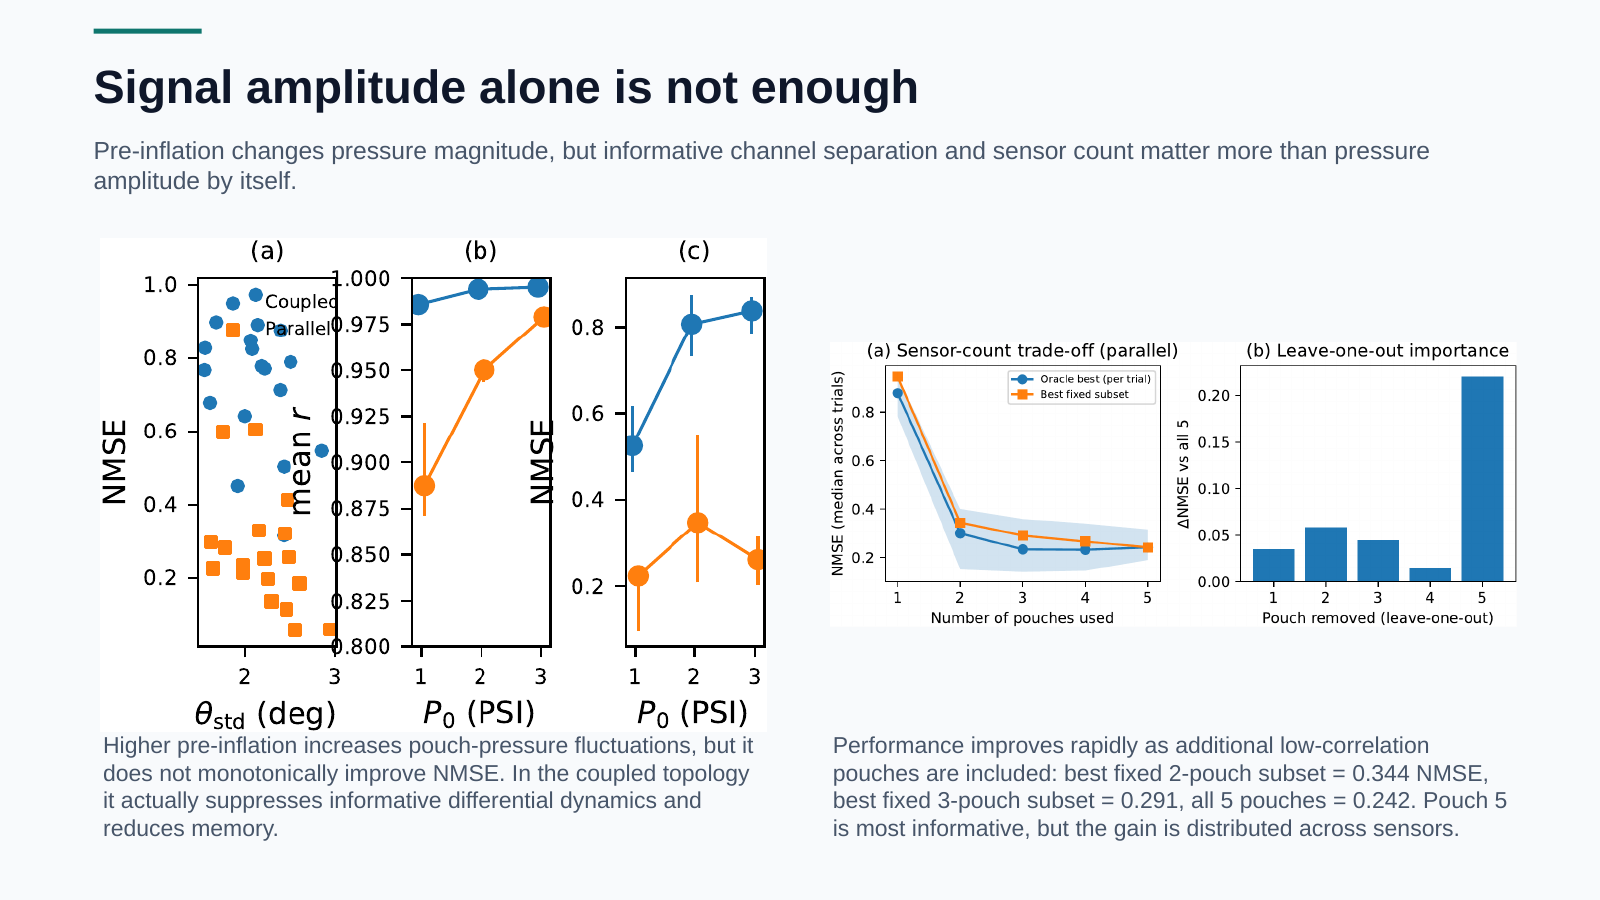 Signal amplitude alone is not enough
Pre-inflation changes pressure magnitude, but informative channel separation and sensor count matter more than pressure
amplitude by itself.
(a)
1.0
0.8
0.6
0.4
0.2
NMSE
Coupled
Parallel
2
3
θstd (deg)
(b)
1.000
0.975
0.950
0.925
0.900
0.875
0.850
0.825
0.800
mean r
1
2
3
P0 (PSI)
(c)
0.8
0.6
0.4
0.2
NMSE
1
2
3
P0 (PSI)
Higher pre-inflation increases pouch-pressure fluctuations, but it
does not monotonically improve NMSE. In the coupled topology
it actually suppresses informative differential dynamics and
reduces memory.
(a) Sensor-count trade-off (parallel)
NMSE (median across trials)
0.8
0.6
0.4
0.2
Oracle best (per trial)
Best fixed subset
1
2
3
4
5
Number of pouches used
(b) Leave-one-out importance
ΔNMSE vs all 5
0.20
0.15
0.10
0.05
0.00
1
2
3
4
5
Pouch removed (leave-one-out)
Performance improves rapidly as additional low-correlation
pouches are included: best fixed 2-pouch subset = 0.344 NMSE,
best fixed 3-pouch subset = 0.291, all 5 pouches = 0.242. Pouch 5
is most informative, but the gain is distributed across sensors.